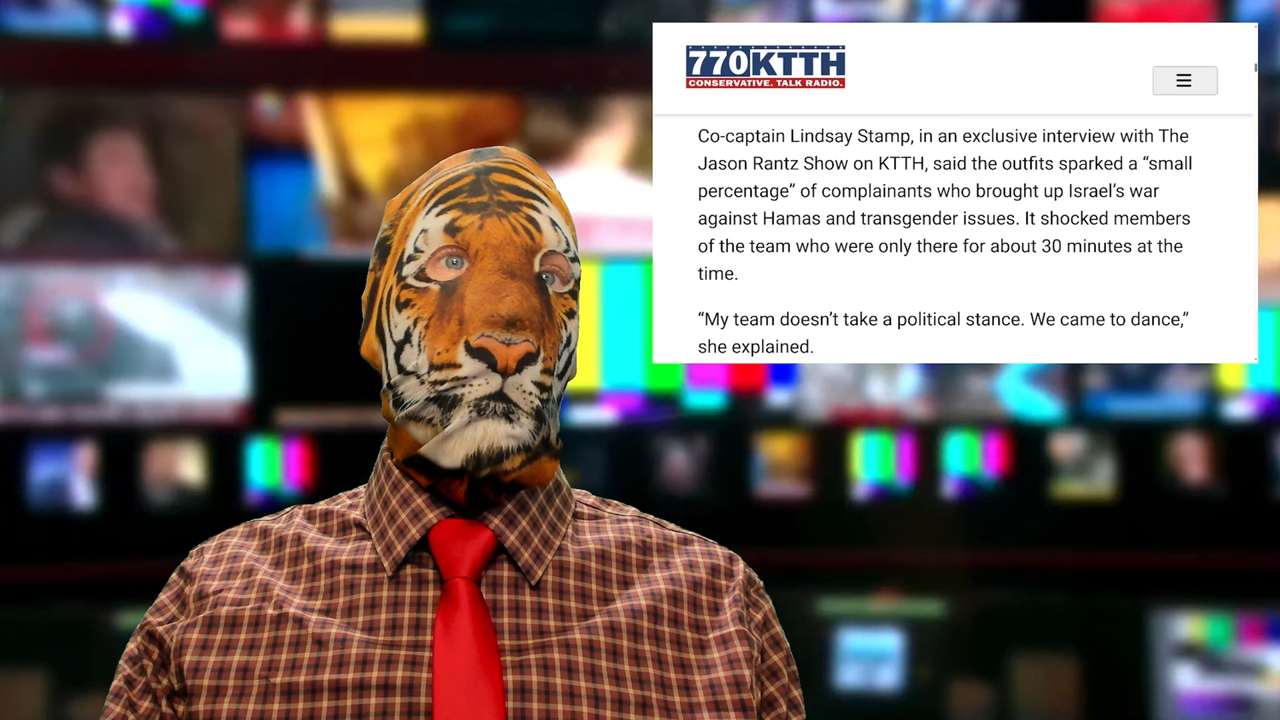 770KTTH
CONSERVATIVE. TALK RADIO.
Co-captain Lindsay Stamp, in an exclusive interview with The
Jason Rantz Show on KTTH, said the outfits sparked a “small
percentage” of complainants who brought up Israel’s war
against Hamas and transgender issues. It shocked members
of the team who were only there for about 30 minutes at the
time.
“My team doesn’t take a political stance. We came to dance,”
she explained.